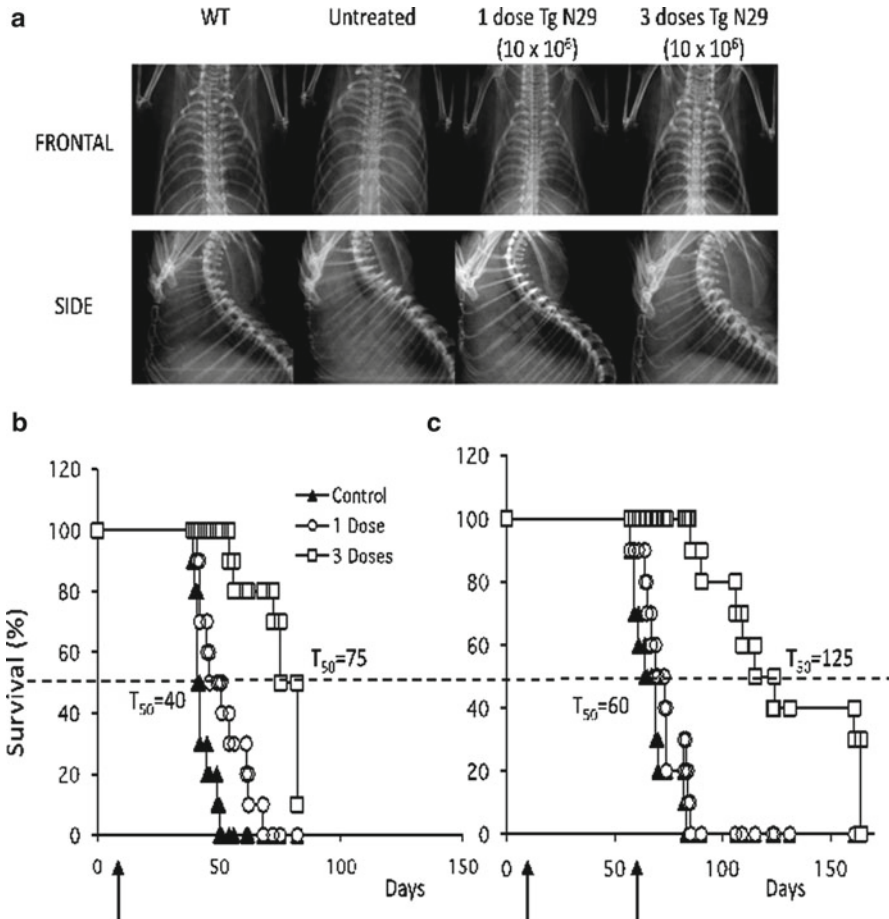 a
WT
Untreated
1 dose Tg N29
(10 x 10⁶)
3 doses Tg N29
(10 x 10⁶)
FRONTAL
SIDE
b
120
100
80
60
40
20
0
0
50
100
150
Survival (%)
Days
Control
1 Dose
3 Doses
T₅₀=40
T₅₀=75
c
120
100
80
60
40
20
0
0
50
100
150
Days
T₅₀=60
T₅₀=125